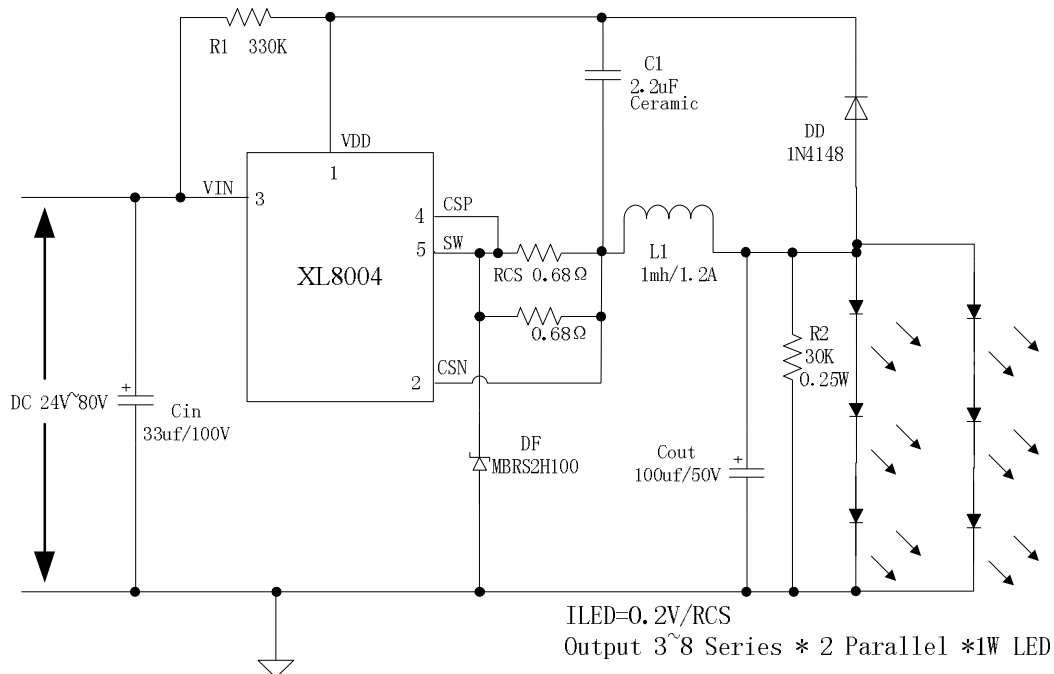 R1 330K
C1
2.2uF
Ceramic
DD
1N4148
VDD
1
VIN
3
CSP
4
SW
5
XL8004
RCS 0.68Ω
0.68Ω
L1
1mh/1.2A
CSN
2
R2
30K
0.25W
DC 24V~80V
+
Cin
33uf/100V
DF
MBRS2H100
Cout
100uf/50V
+
ILED=0.2V/RCS
Output 3~8 Series * 2 Parallel *1W LED